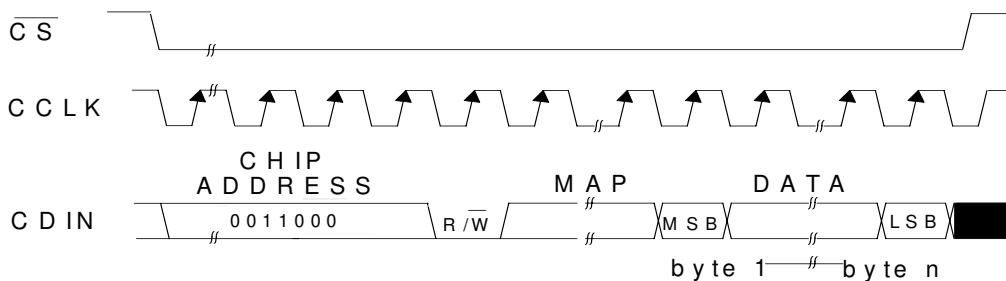 CS
CCLK
CHIP
ADDRESS
MAP
DATA
CDIN
0011000
R/W
MSB
LSB
byte 1
byte n